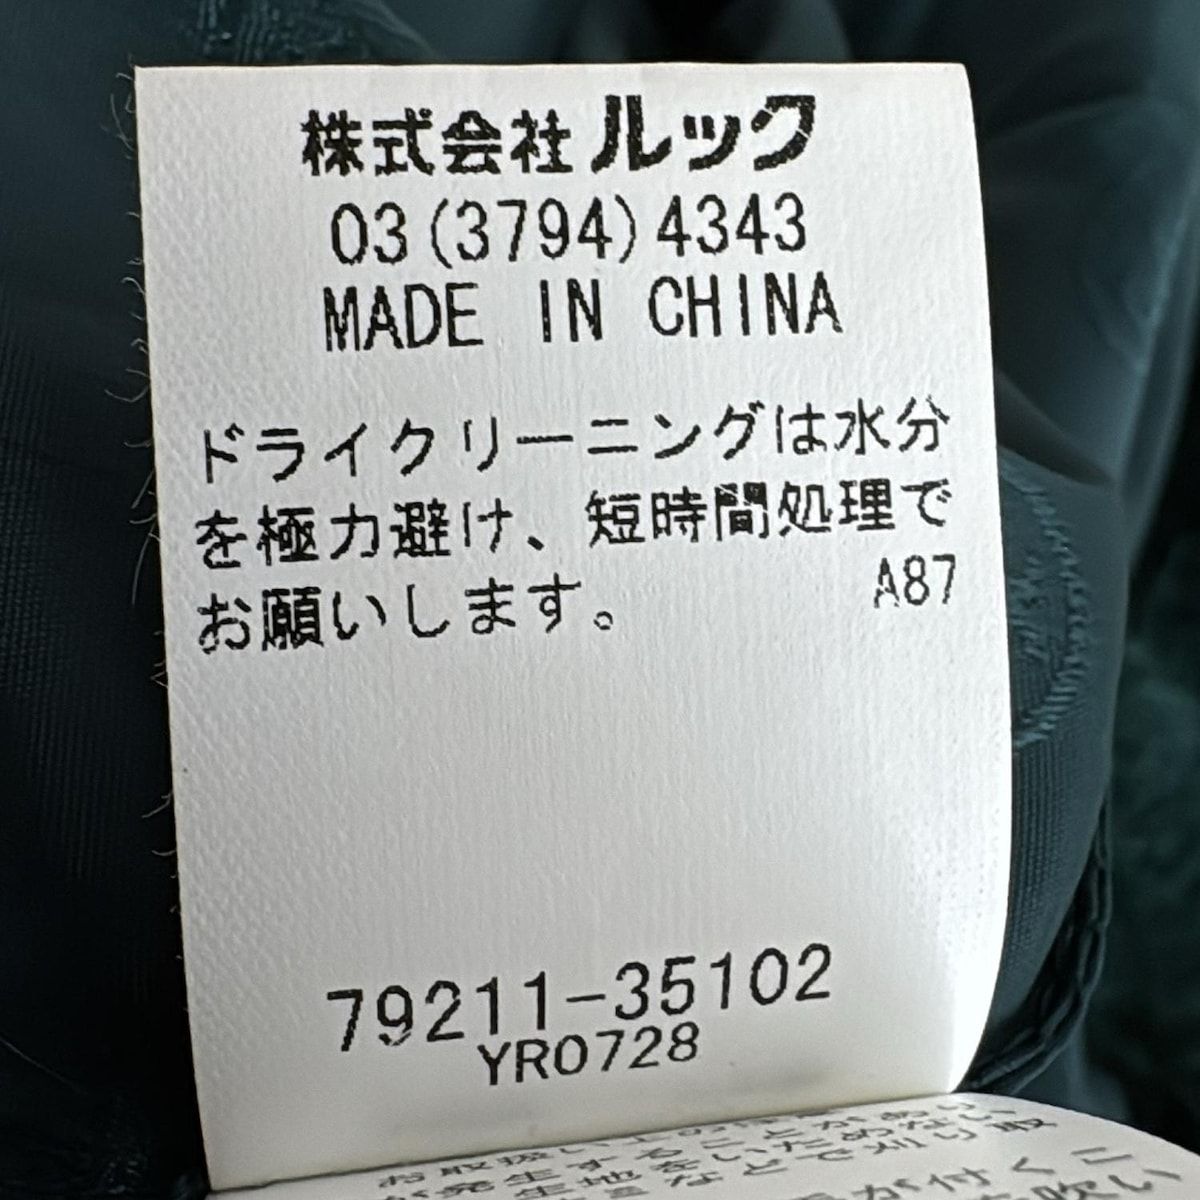 株式会社ルック
03(3794)4343
MADE IN CHINA
ドライクリーニングは水分
を極力避け、短時間処理で
お願いします。 A87
79211-35102
YR0728